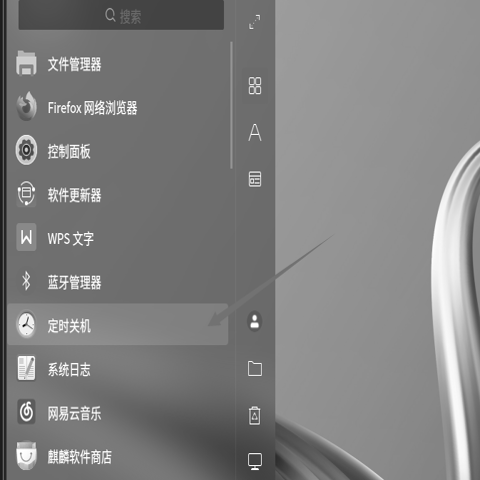 搜索
文件管理器
Firefox 网络浏览器
控制面板
软件更新器
WPS 文字
蓝牙管理器
定时关机
系统日志
网易云音乐
麒麟软件商店